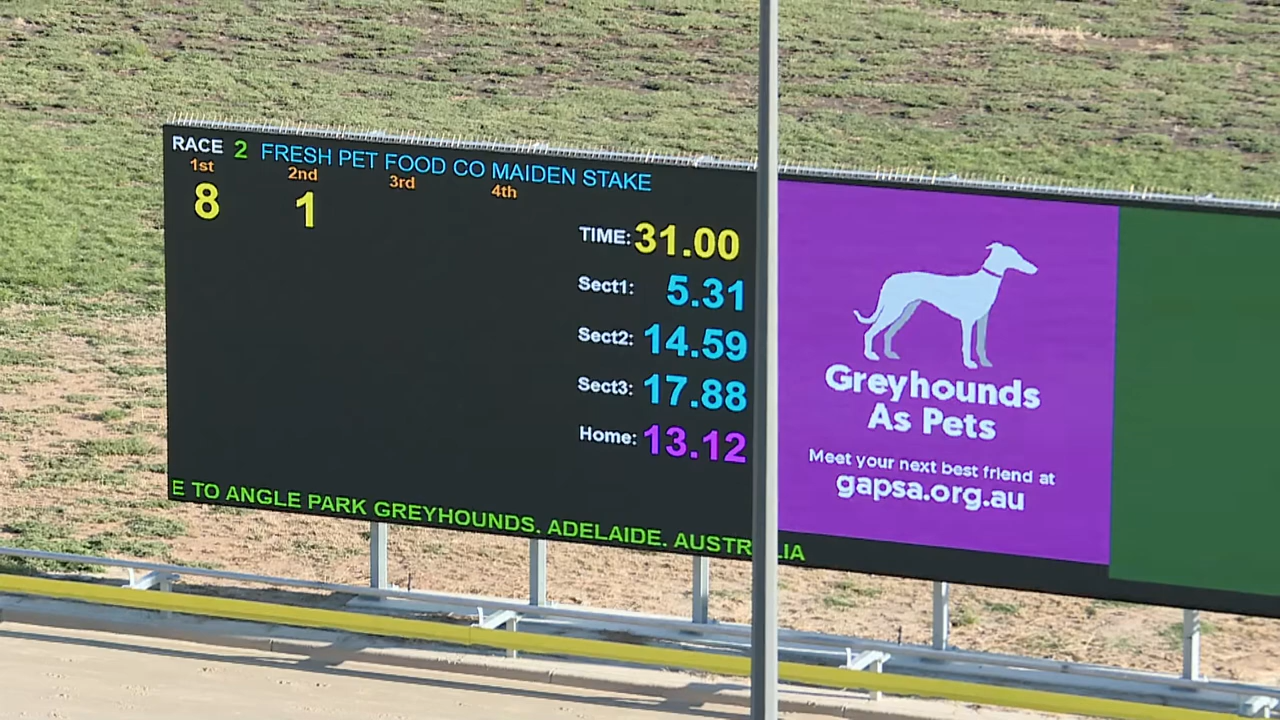 RACE 2 FRESH PET FOOD CO MAIDEN STAKE
1st 2nd 3rd 4th
8 1
TIME: 31.00
Sect1: 5.31
Sect2: 14.59
Sect3: 17.88
Home: 13.12
E TO ANGLE PARK GREYHOUNDS. ADELAIDE. AUSTRALIA
Greyhounds
As Pets
Meet your next best friend at
gapsa.org.au